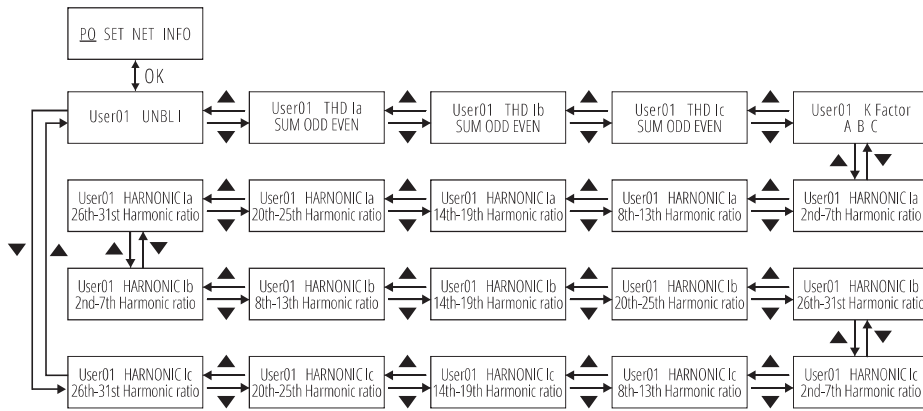 PQ SET NET INFO
OK
User01 UNBL I
User01 THD Ia
SUM ODD EVEN
User01 THD Ib
SUM ODD EVEN
User01 THD Ic
SUM ODD EVEN
User01 K Factor
A B C
User01 HARNONIC Ia
26th-31st Harmonic ratio
User01 HARNONIC Ia
20th-25th Harmonic ratio
User01 HARNONIC Ia
14th-19th Harmonic ratio
User01 HARNONIC Ia
8th-13th Harmonic ratio
User01 HARNONIC Ia
2nd-7th Harmonic ratio
User01 HARNONIC Ib
2nd-7th Harmonic ratio
User01 HARNONIC Ib
8th-13th Harmonic ratio
User01 HARNONIC Ib
14th-19th Harmonic ratio
User01 HARNONIC Ib
20th-25th Harmonic ratio
User01 HARNONIC Ib
26th-31st Harmonic ratio
User01 HARNONIC Ic
26th-31st Harmonic ratio
User01 HARNONIC Ic
20th-25th Harmonic ratio
User01 HARNONIC Ic
14th-19th Harmonic ratio
User01 HARNONIC Ic
8th-13th Harmonic ratio
User01 HARNONIC Ic
2nd-7th Harmonic ratio